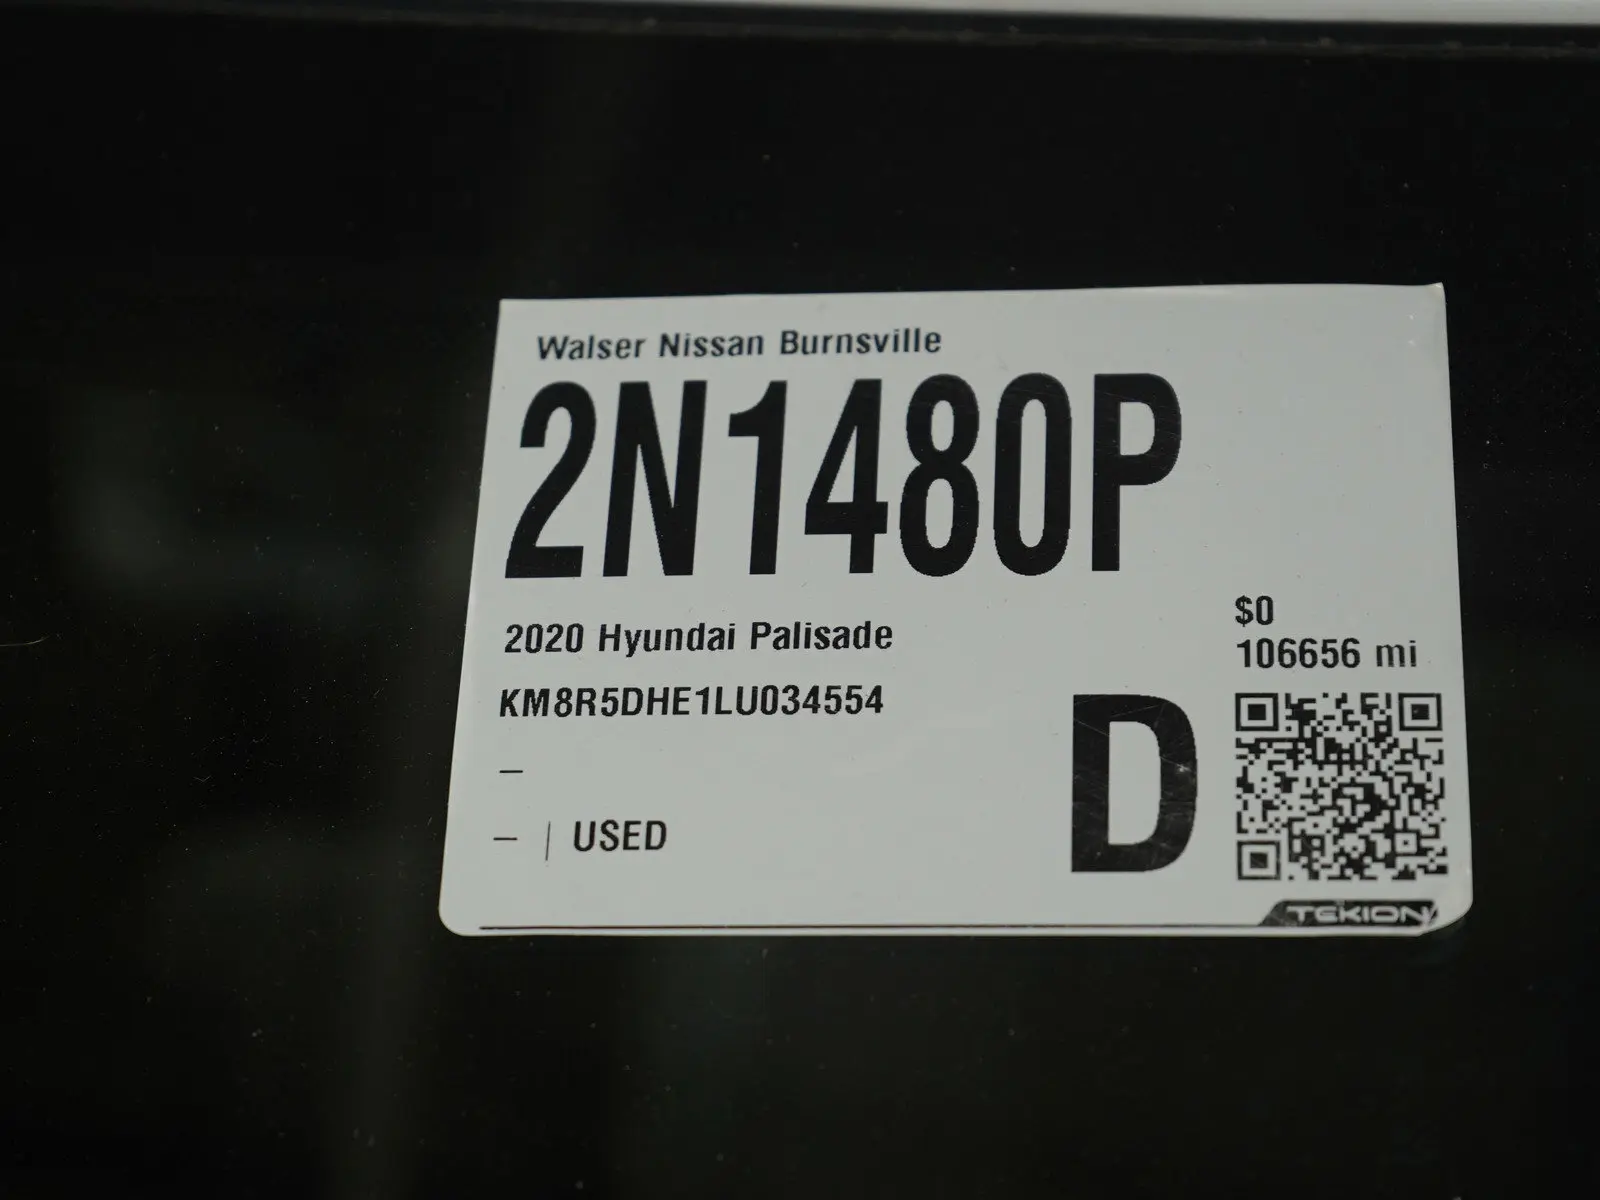 Walser Nissan Burnsville
2N1480P
2020 Hyundai Palisade
$0
106656 mi
KM8R5DHE1LU034554
D
–
– | USED
TEKION